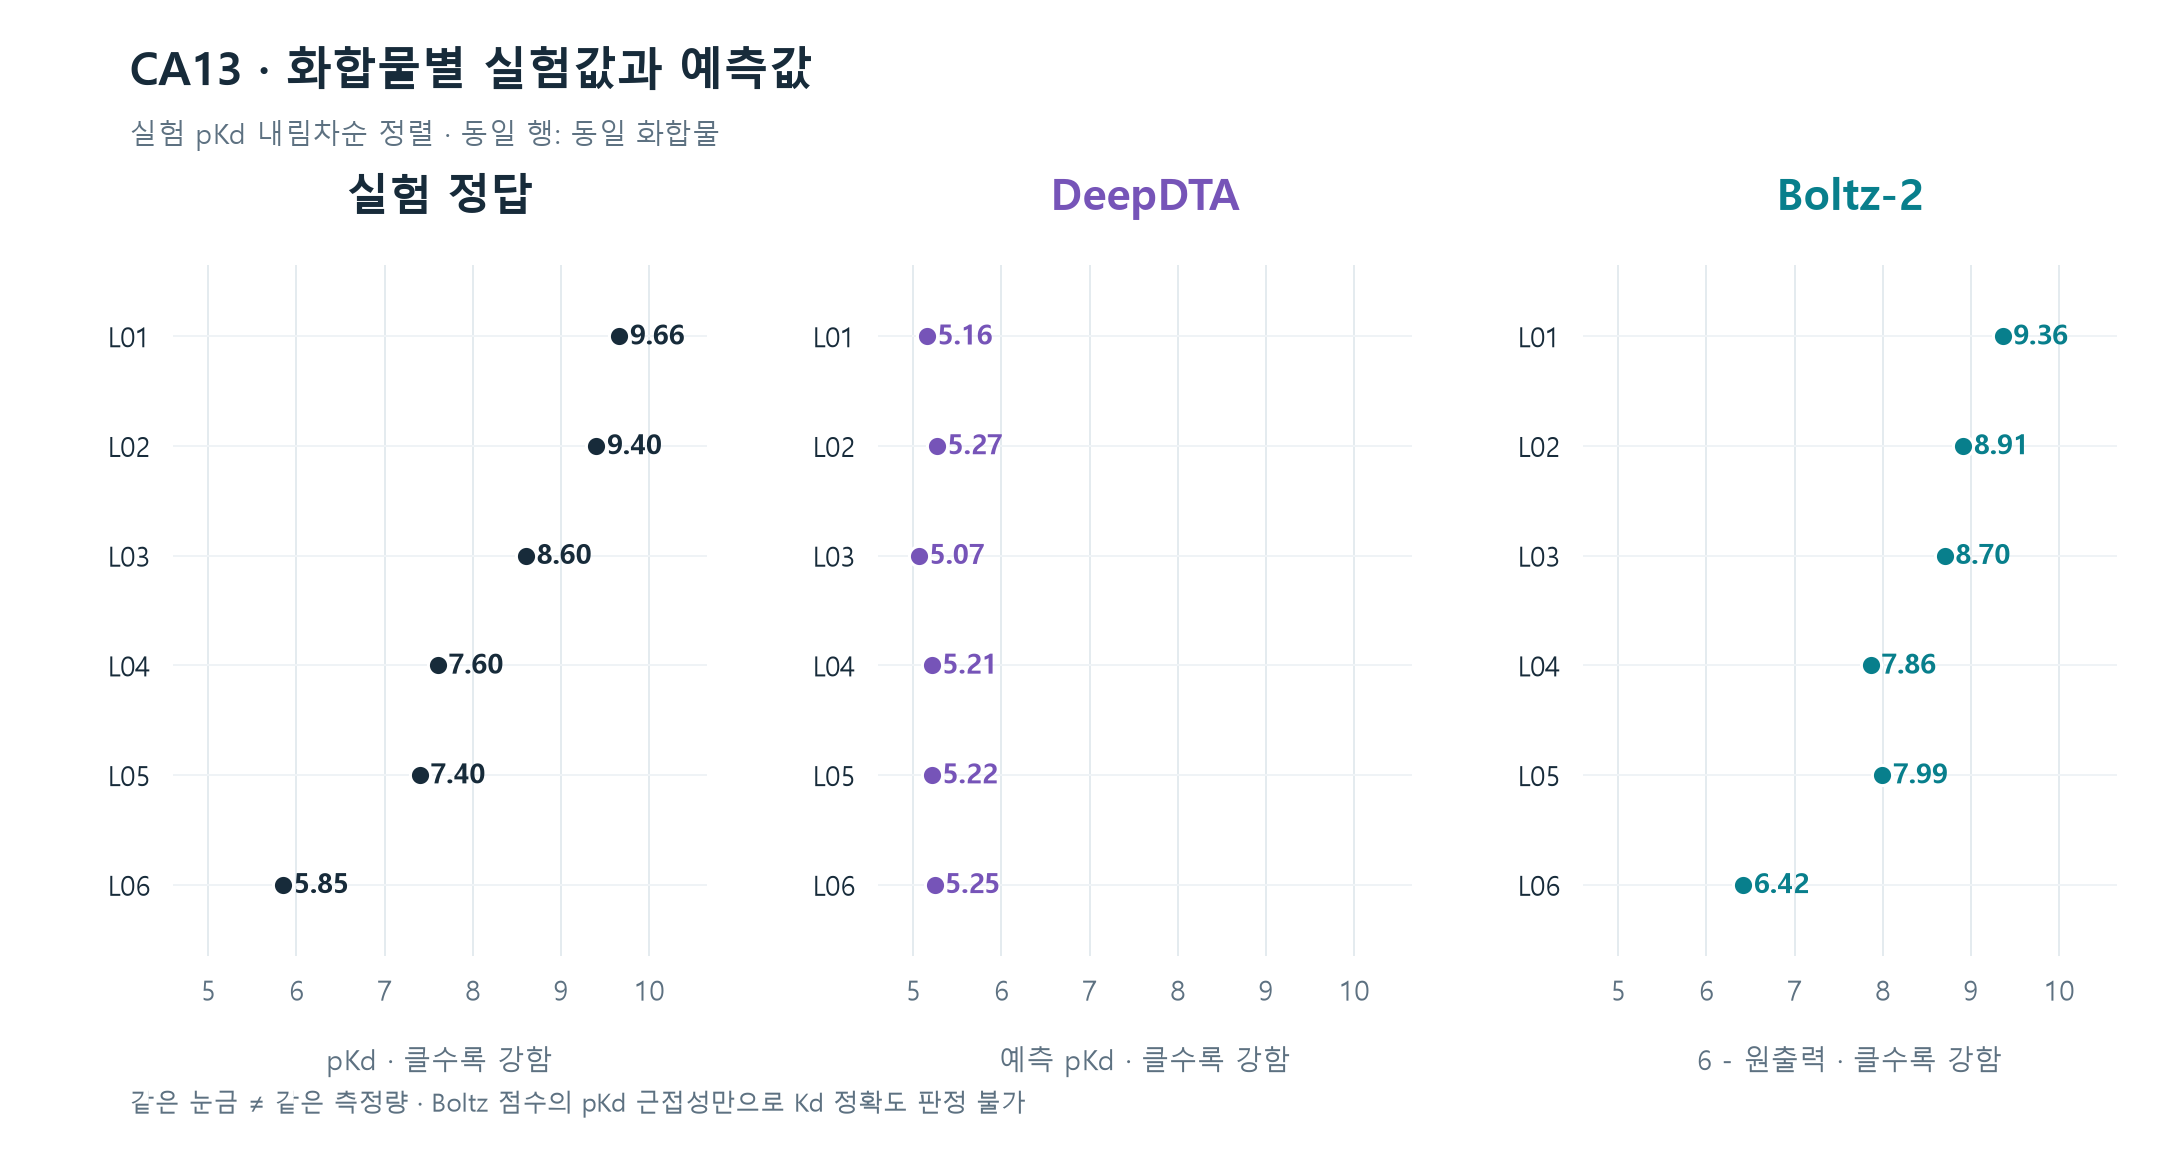 CA13 · 화합물별 실험값과 예측값
실험 pKd 내림차순 정렬 · 동일 행: 동일 화합물
실험 정답
L01 9.66
L02 9.40
L03 8.60
L04 7.60
L05 7.40
L06 5.85
5 6 7 8 9 10
pKd · 클수록 강함
DeepDTA
L01 5.16
L02 5.27
L03 5.07
L04 5.21
L05 5.22
L06 5.25
5 6 7 8 9 10
예측 pKd · 클수록 강함
Boltz-2
L01 9.36
L02 8.91
L03 8.70
L04 7.86
L05 7.99
L06 6.42
5 6 7 8 9 10
6 - 원출력 · 클수록 강함
같은 눈금 ≠ 같은 측정량 · Boltz 점수의 pKd 근접성만으로 Kd 정확도 판정 불가